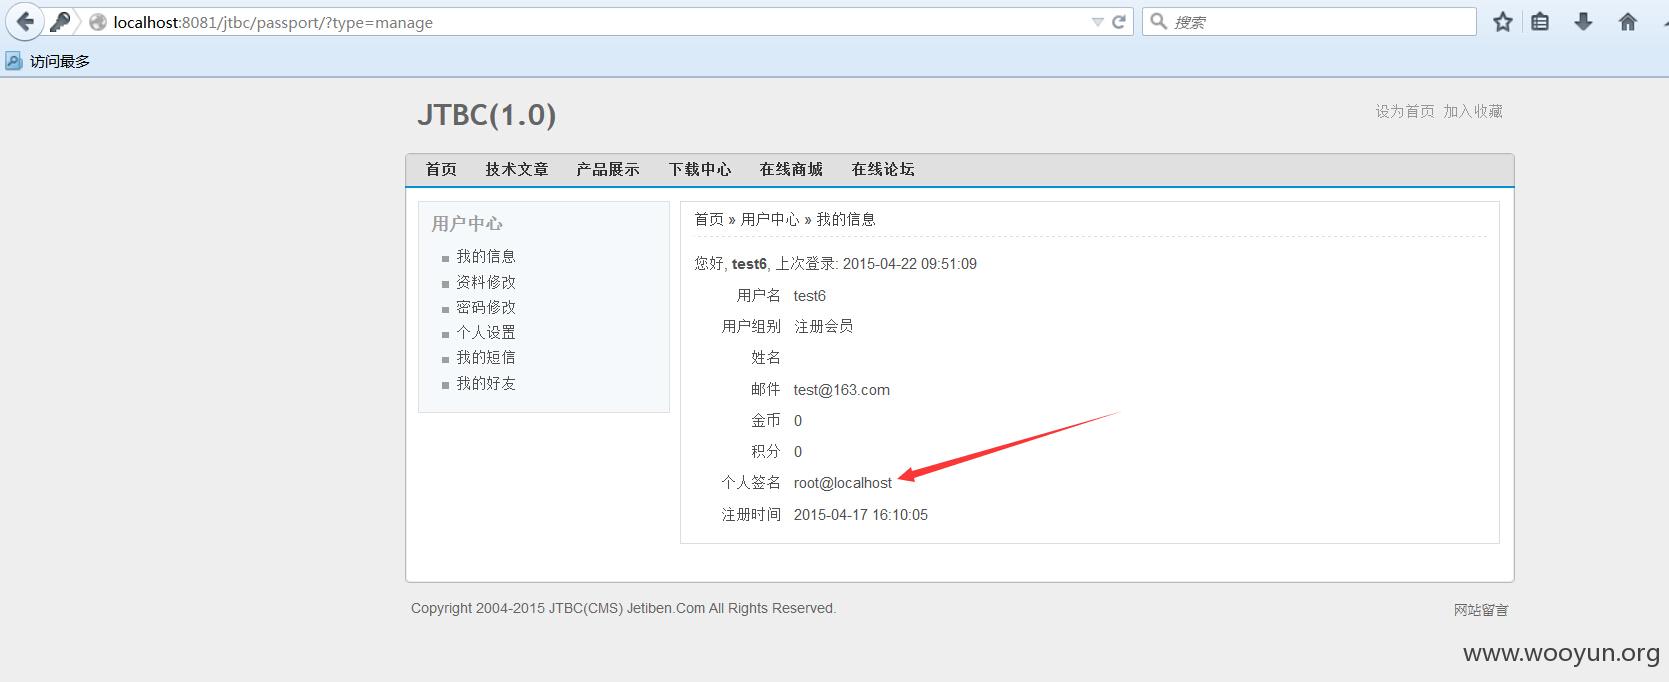 localhost:8081/jtbc/passport/?type=manage
搜索
访问最多
JTBC(1.0)
设为首页 加入收藏
首页 技术文章 产品展示 下载中心 在线商城 在线论坛
用户中心
我的信息
资料修改
密码修改
个人设置
我的短信
我的好友
首页 » 用户中心 » 我的信息
您好, test6, 上次登录: 2015-04-22 09:51:09
用户名 test6
用户组别 注册会员
姓名
邮件 test@163.com
金币 0
积分 0
个人签名 root@localhost
注册时间 2015-04-17 16:10:05
Copyright 2004-2015 JTBC(CMS) Jetiben.Com All Rights Reserved.
网站留言
www.wooyun.org